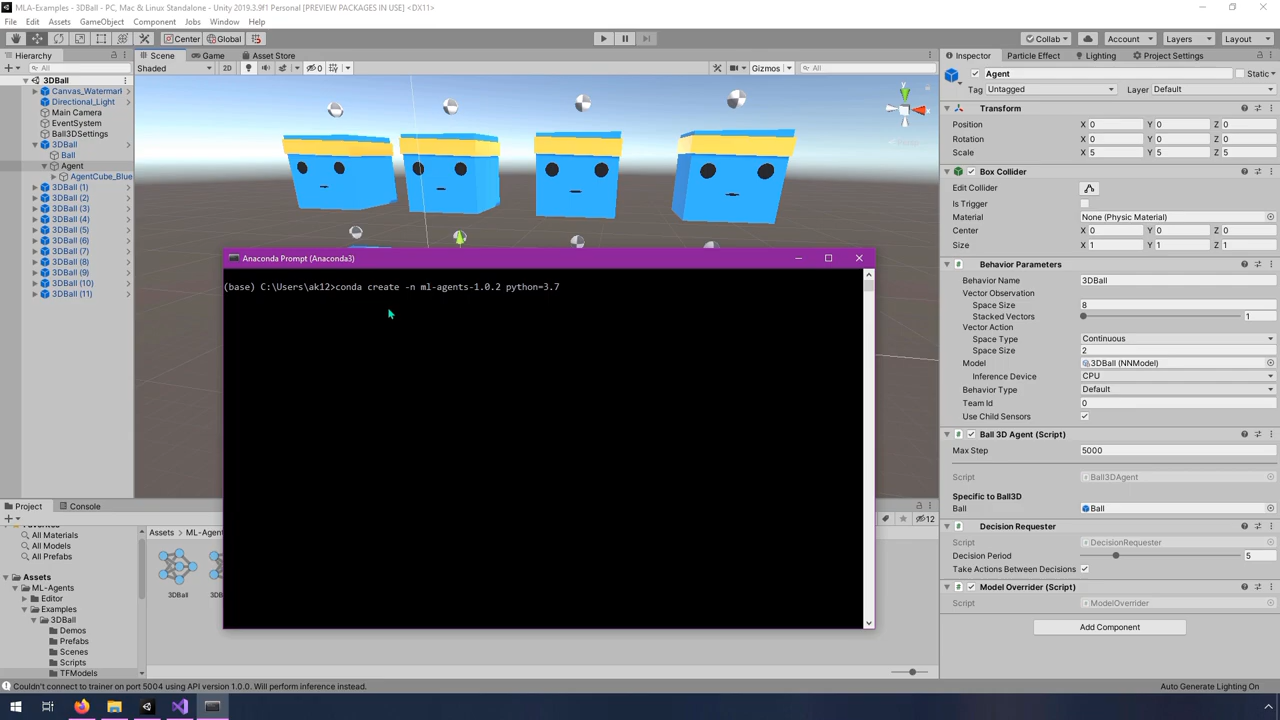 MLA-Examples - 3DBall - PC, Mac & Linux Standalone - Unity 2019.3.9f1 Personal [PREVIEW PACKAGES IN USE] <DX11>
File Edit Assets GameObject Component Jobs Window Help
Center Global Collab Account Layers Layout
Hierarchy
All
3DBall
Canvas_Watermark
Directional_Light
Main Camera
EventSystem
Ball3DSettings
3DBall
Ball
Agent
AgentCube_Blue
3DBall (1)
3DBall (2)
3DBall (3)
3DBall (4)
3DBall (5)
3DBall (6)
3DBall (7)
3DBall (8)
3DBall (9)
3DBall (10)
3DBall (11)
Scene Game Asset Store
Shaded 2D 0 Gizmos All
Anaconda Prompt (Anaconda3)
(base) C:\Users\ak12>conda create -n ml-agents-1.0.2 python=3.7
Inspector Particle Effect Lighting Project Settings
Agent Static
Tag Untagged Layer Default
Transform
Position X 0 Y 0 Z 0
Rotation X 0 Y 0 Z 0
Scale X 5 Y 5 Z 5
Box Collider
Edit Collider
Is Trigger
Material None (Physic Material)
Center X 0 Y 0 Z 0
Size X 1 Y 1 Z 1
Behavior Parameters
Behavior Name 3DBall
Vector Observation
Space Size 8
Stacked Vectors 1
Vector Action
Space Type Continuous
Space Size 2
Model 3DBall (NNModel)
Inference Device CPU
Behavior Type Default
Team Id 0
Use Child Sensors
Ball 3D Agent (Script)
Max Step 5000
Script Ball3DAgent
Specific to Ball3D
Ball Ball
Decision Requester
Script DecisionRequester
Decision Period 5
Take Actions Between Decisions
Model Overrider (Script)
Script ModelOverrider
Add Component
Project Console
12
All Materials
All Models
All Prefabs
Assets
ML-Agents
Editor
Examples
3DBall
Demos
Prefabs
Scenes
Scripts
TFModels
Assets ML-Agen
3DBall 3DB
Couldn't connect to trainer on port 5004 using API version 1.0.0. Will perform inference instead.
Auto Generate Lighting On